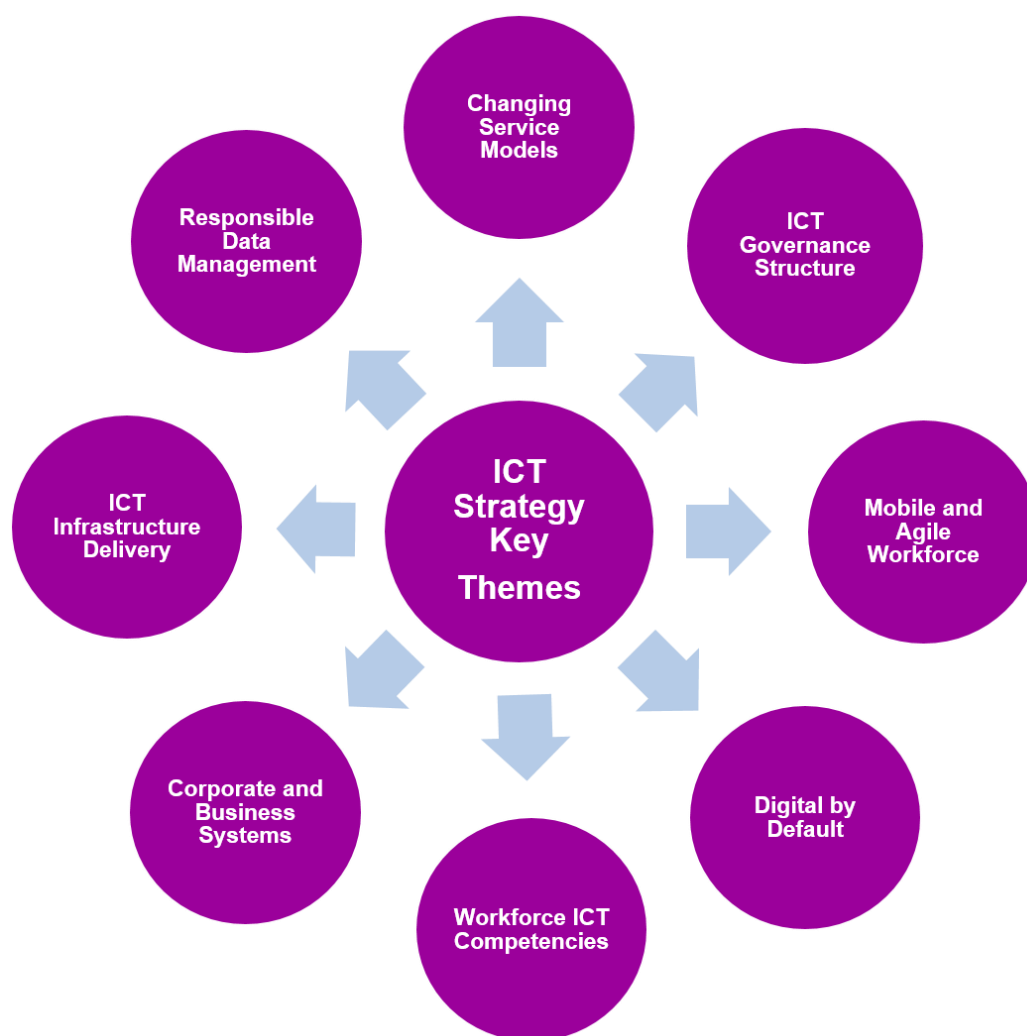 Changing
Service
Models
ICT
Governance
Structure
Mobile and
Agile
Workforce
Digital by
Default
Workforce ICT
Competencies
Corporate and
Business
Systems
ICT
Infrastructure
Delivery
Responsible
Data
Management
ICT
Strategy
Key
Themes